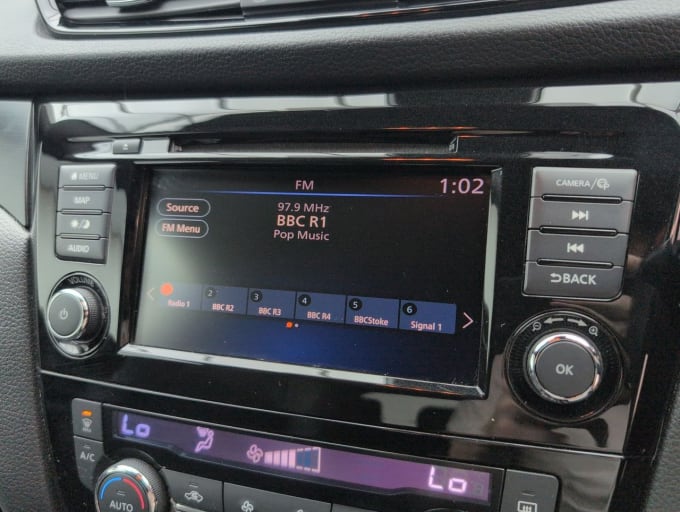 FM
1:02
Source
FM Menu
97.9 MHz
BBC R1
Pop Music
Radio 1
2 BBC R2
3 BBC R3
4 BBC R4
5 BBCStoke
6 Signal 1
MENU
MAP
AUDIO
VOLUME
CAMERA/
BACK
OK
Lo
Lo
A/C
AUTO